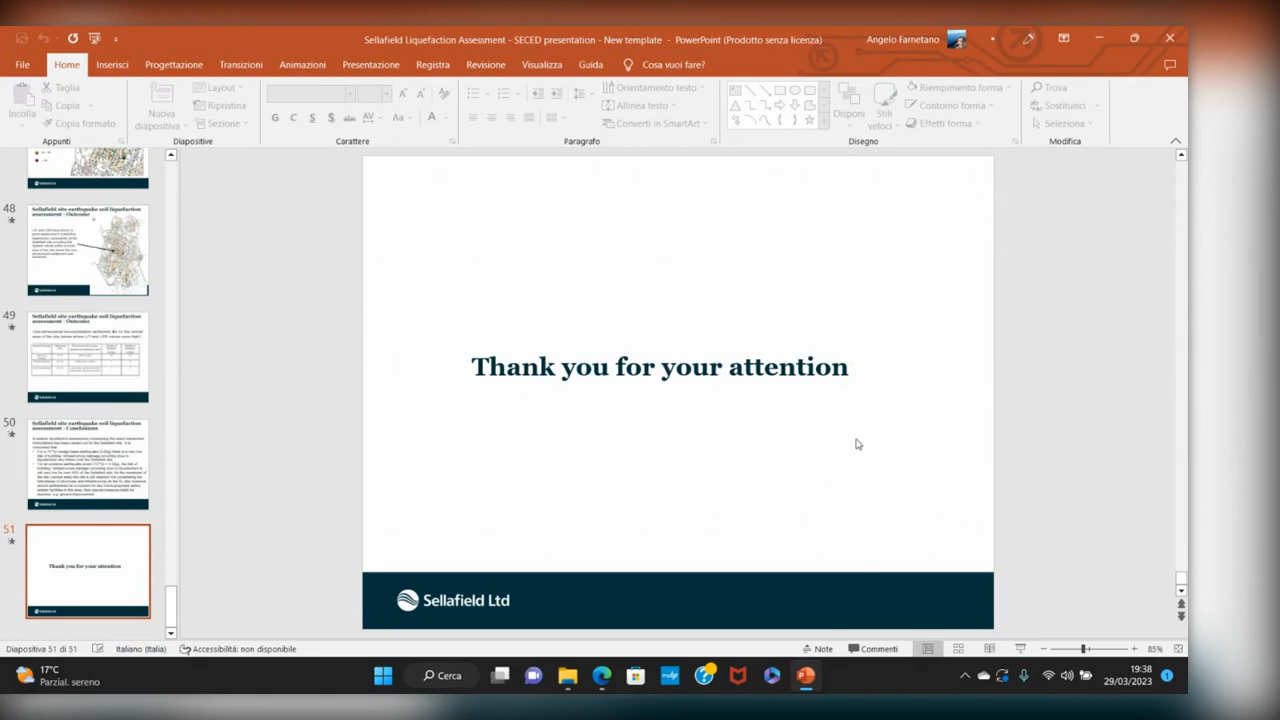 Sellafield Liquefaction Assessment - SECED presentation - New template - PowerPoint (Prodotto senza licenza)
Angelo Farnetano
File Home Inserisci Progettazione Transizioni Animazioni Presentazione Registra Revisione Visualizza Guida Cosa vuoi fare?
Incolla
Taglia
Copia
Copia formato
Appunti
Nuova diapositiva
Layout
Ripristina
Sezione
Diapositive
G C S S abc AV Aa A
Carattere
Orientamento testo
Allinea testo
Converti in SmartArt
Paragrafo
Disponi
Stili veloci
Riempimento forma
Contorno forma
Effetti forma
Disegno
Trova
Sostituisci
Seleziona
Modifica
48
Sellafield site earthquake soil liquefaction
assessment - Outcome
49
Sellafield site earthquake soil liquefaction
assessment - Outcome
50
Sellafield site earthquake soil liquefaction
assessment - Conclusions
51
Thank you for your attention
Thank you for your attention
Sellafield Ltd
Diapositiva 51 di 51 Italiano (Italia) Accessibilità: non disponibile Note Commenti 85%
17°C
Parzial. sereno
Cerca
19:38
29/03/2023
1